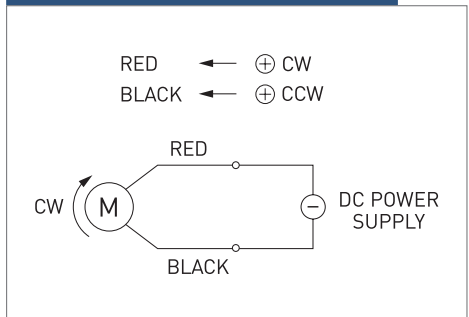 RED ← ⊕ CW
BLACK ← ⊕ CCW
RED
CW
M
−
DC POWER
SUPPLY
BLACK